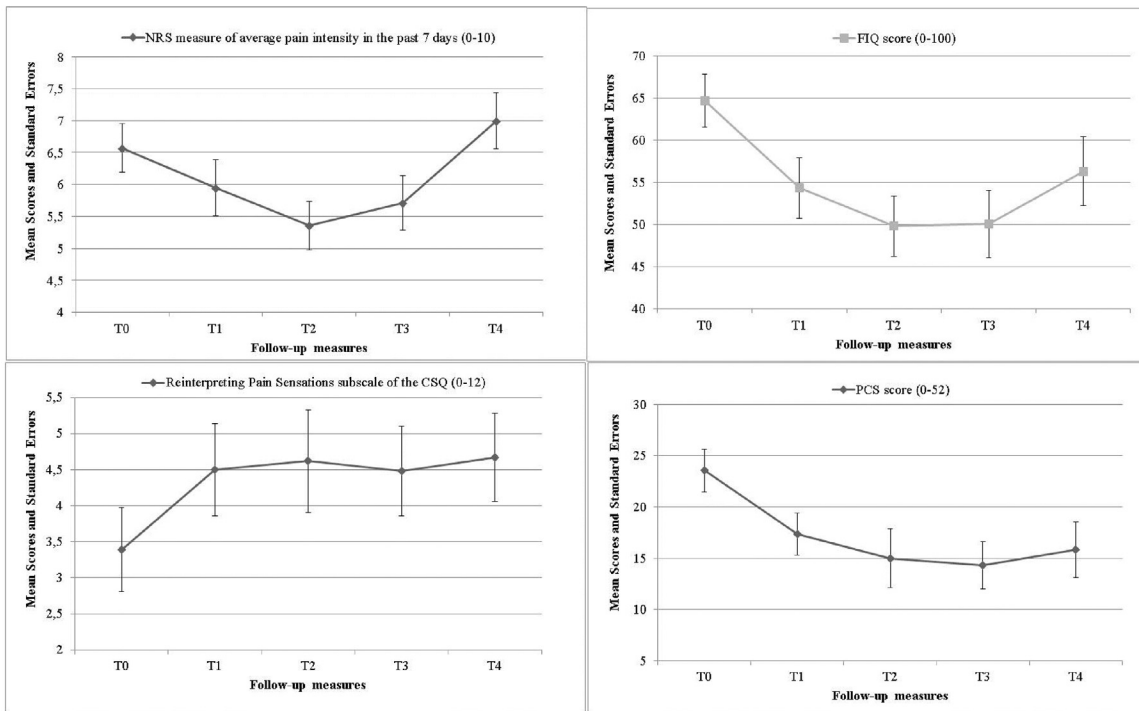 NRS measure of average pain intensity in the past 7 days (0-10)
Mean Scores and Standard Errors
8
7,5
7
6,5
6
5,5
5
4,5
4
T0 T1 T2 T3 T4
Follow-up measures
FIQ score (0-100)
Mean Scores and Standard Errors
70
65
60
55
50
45
40
T0 T1 T2 T3 T4
Follow-up measures
Reinterpreting Pain Sensations subscale of the CSQ (0-12)
Mean Scores and Standard Errors
5,5
5
4,5
4
3,5
3
2,5
2
T0 T1 T2 T3 T4
Follow-up measures
PCS score (0-52)
Mean Scores and Standard Errors
30
25
20
15
10
5
T0 T1 T2 T3 T4
Follow-up measures